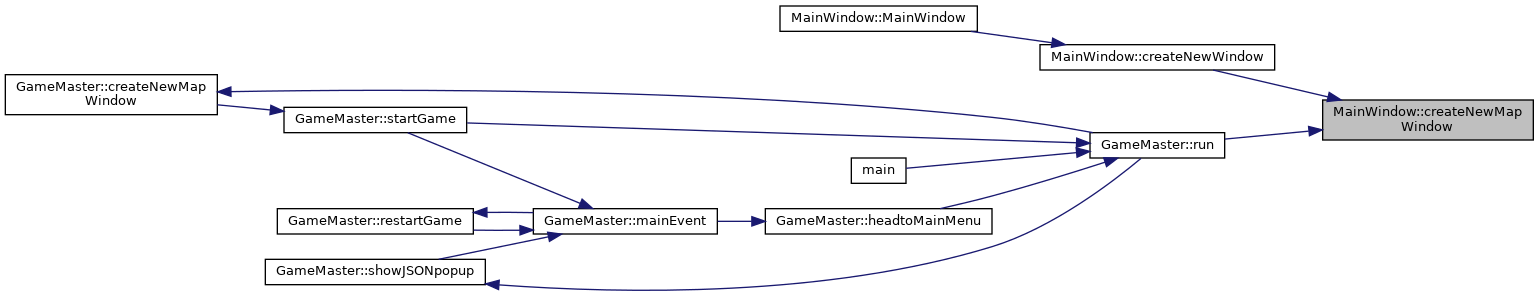 MainWindow::MainWindow
MainWindow::createNewWindow
GameMaster::createNewMap
Window
MainWindow::createNewMap
Window
GameMaster::startGame
GameMaster::run
main
GameMaster::restartGame
GameMaster::mainEvent
GameMaster::headtoMainMenu
GameMaster::showJSONpopup